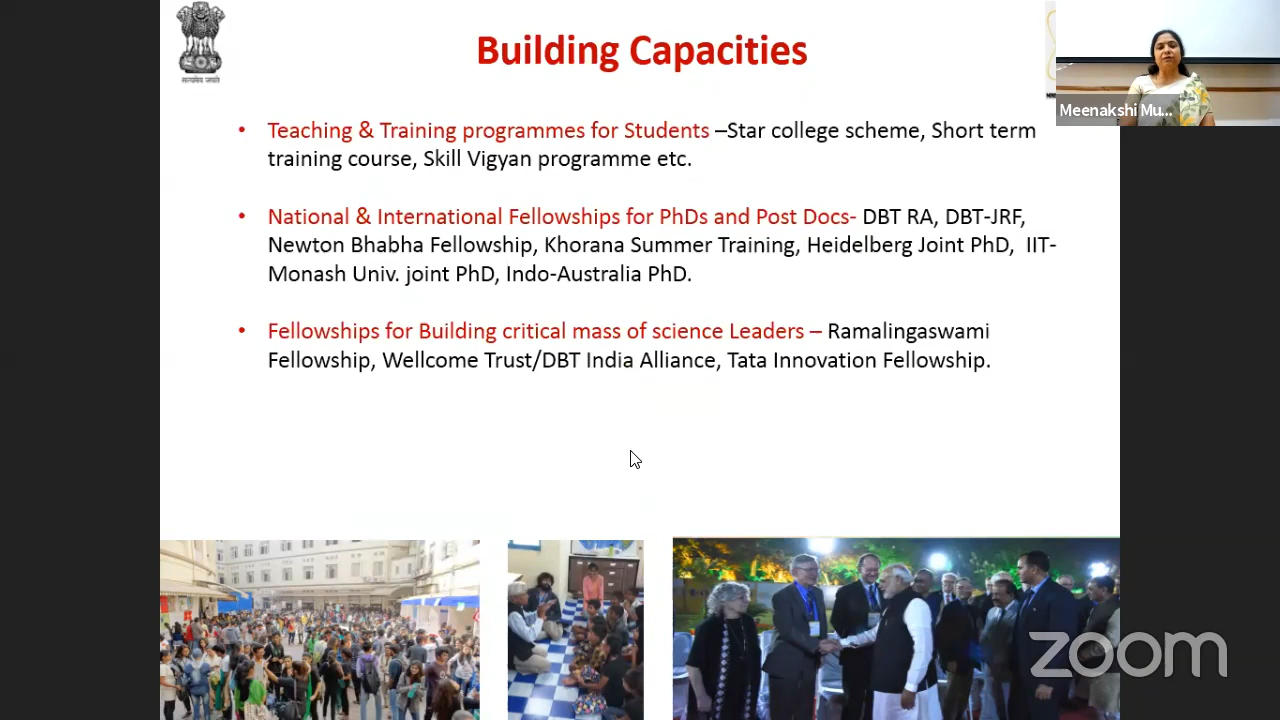 Building Capacities
Meenakshi Mu...
• Teaching & Training programmes for Students –Star college scheme, Short term
training course, Skill Vigyan programme etc.
• National & International Fellowships for PhDs and Post Docs- DBT RA, DBT-JRF,
Newton Bhabha Fellowship, Khorana Summer Training, Heidelberg Joint PhD, IIT-
Monash Univ. joint PhD, Indo-Australia PhD.
• Fellowships for Building critical mass of science Leaders – Ramalingaswami
Fellowship, Wellcome Trust/DBT India Alliance, Tata Innovation Fellowship.
zoom